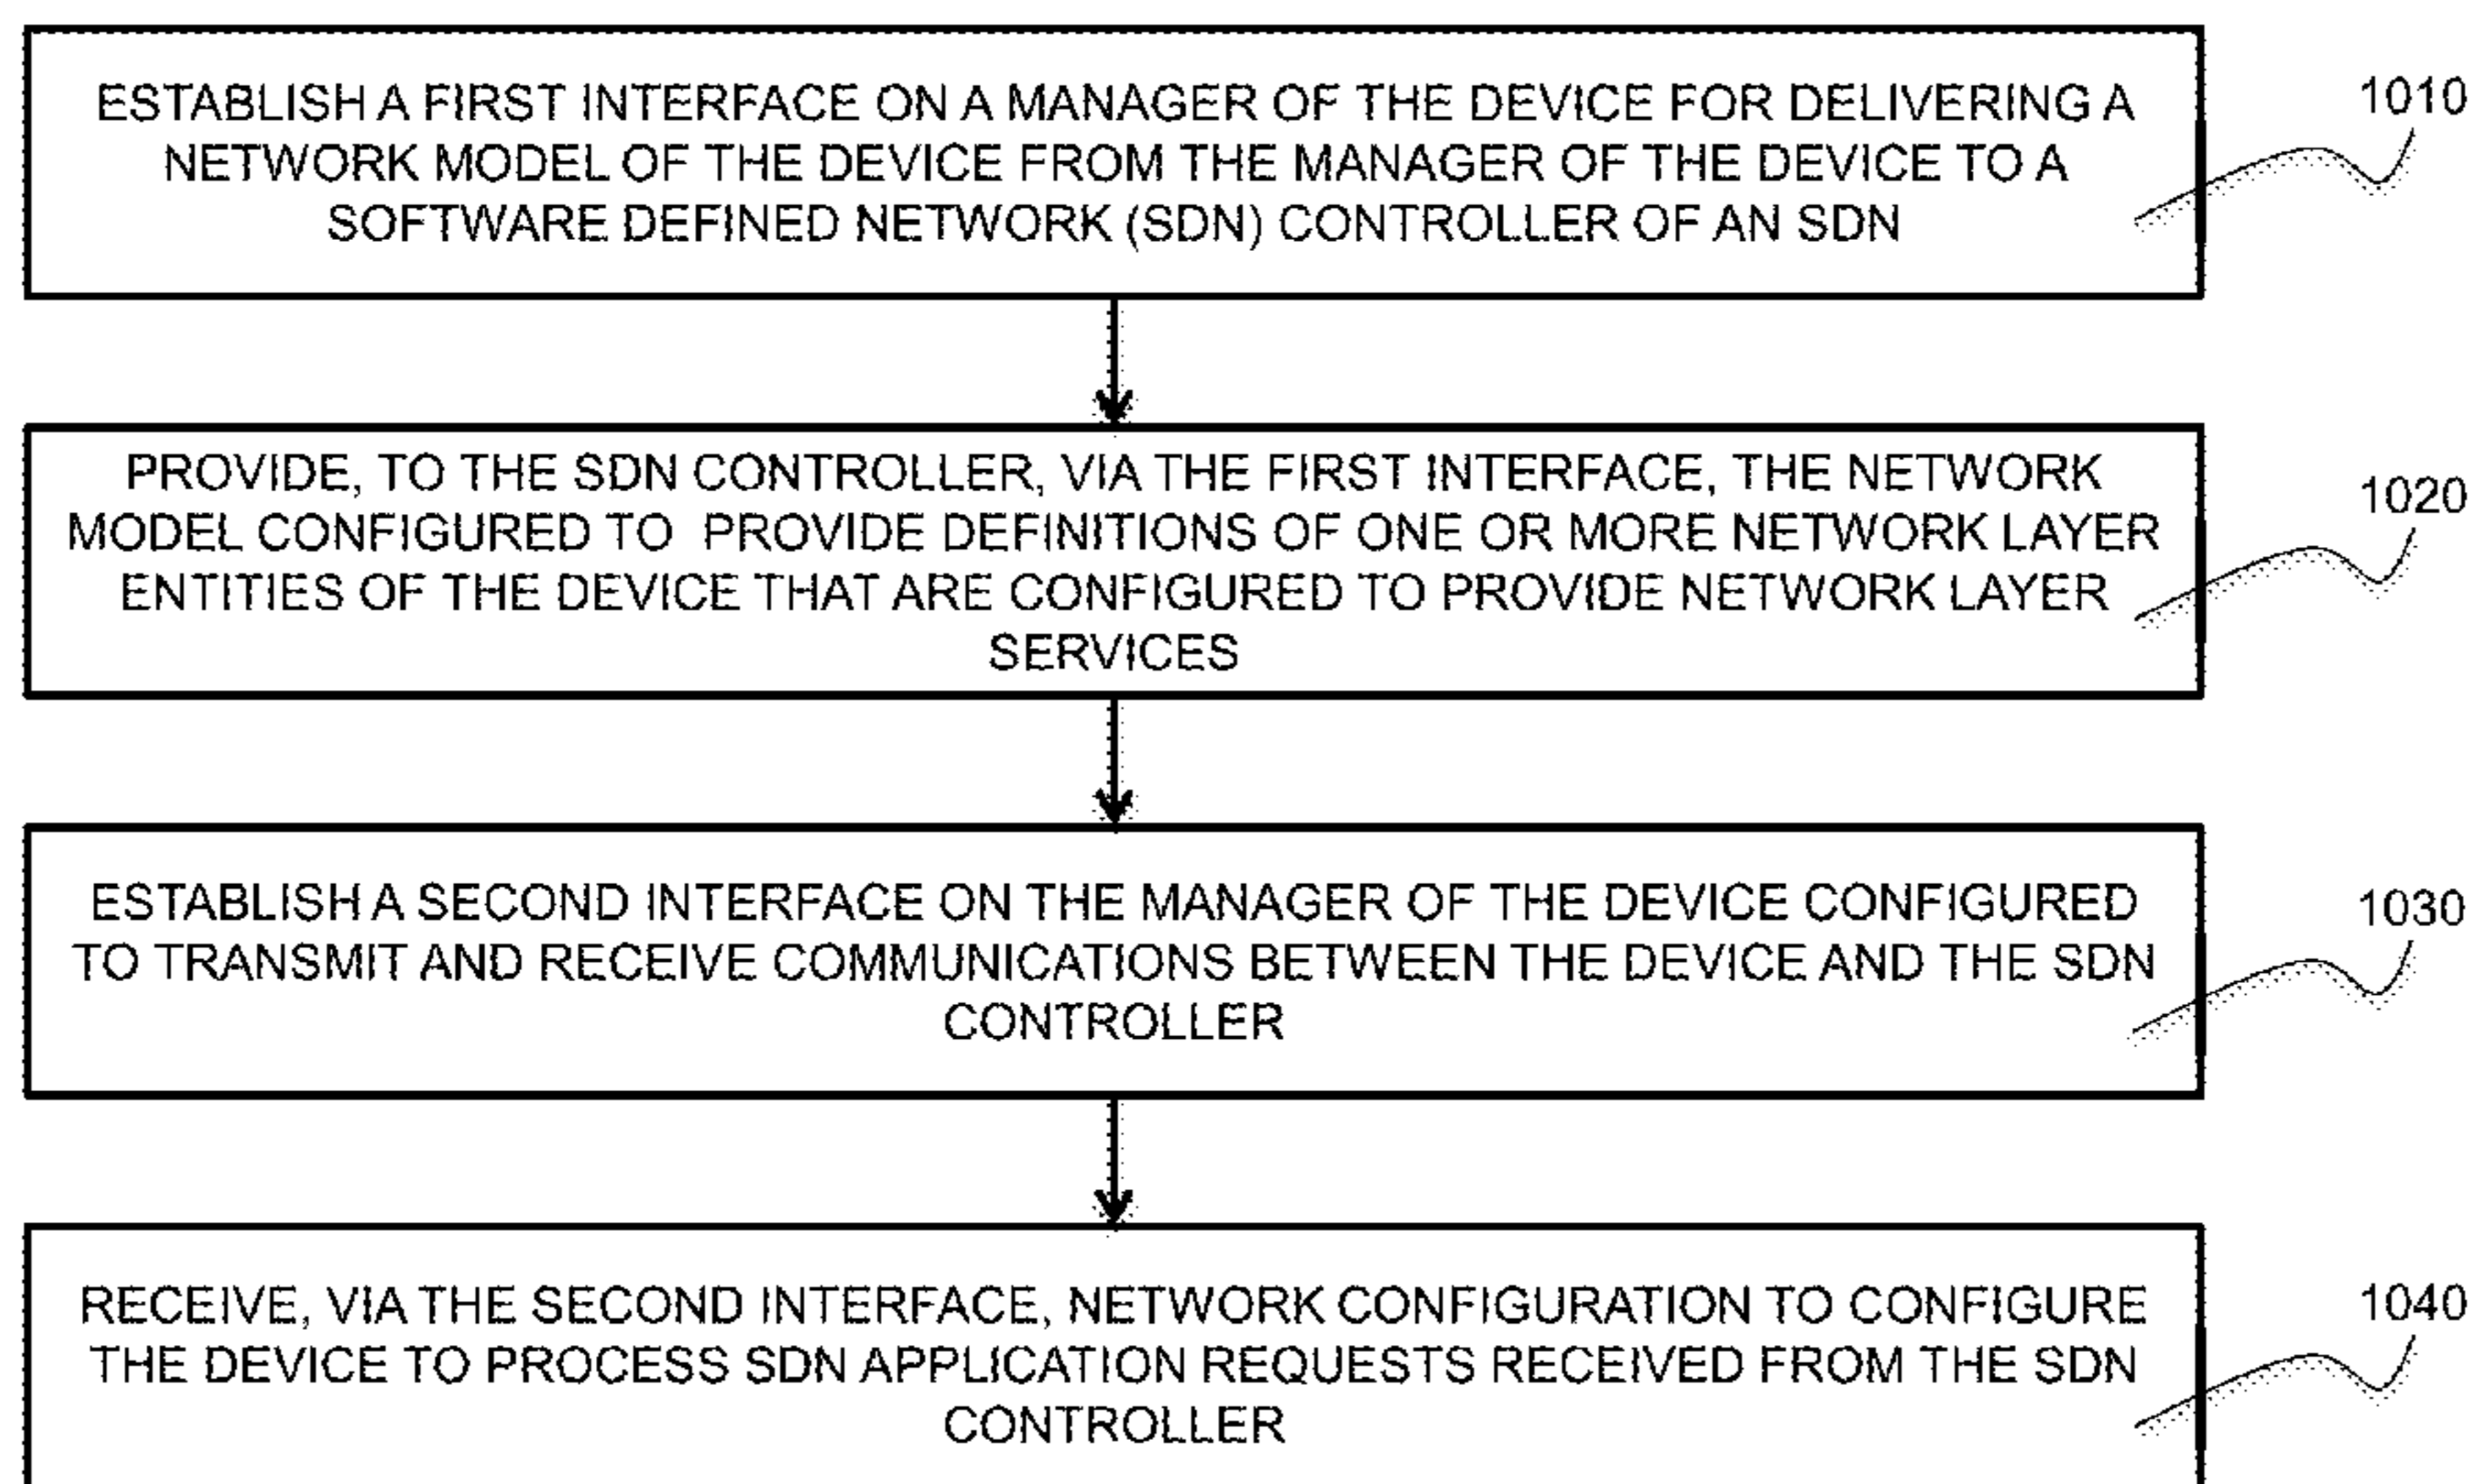 ESTABLISH A FIRST INTERFACE ON A MANAGER OF THE DEVICE FOR DELIVERING A
NETWORK MODEL OF THE DEVICE FROM THE MANAGER OF THE DEVICE TO A
SOFTWARE DEFINED NETWORK (SDN) CONTROLLER OF AN SDN
1010
PROVIDE, TO THE SDN CONTROLLER, VIA THE FIRST INTERFACE, THE NETWORK
MODEL CONFIGURED TO PROVIDE DEFINITIONS OF ONE OR MORE NETWORK LAYER
ENTITIES OF THE DEVICE THAT ARE CONFIGURED TO PROVIDE NETWORK LAYER
SERVICES
1020
ESTABLISH A SECOND INTERFACE ON THE MANAGER OF THE DEVICE CONFIGURED
TO TRANSMIT AND RECEIVE COMMUNICATIONS BETWEEN THE DEVICE AND THE SDN
CONTROLLER
1030
RECEIVE, VIA THE SECOND INTERFACE, NETWORK CONFIGURATION TO CONFIGURE
THE DEVICE TO PROCESS SDN APPLICATION REQUESTS RECEIVED FROM THE SDN
CONTROLLER
1040